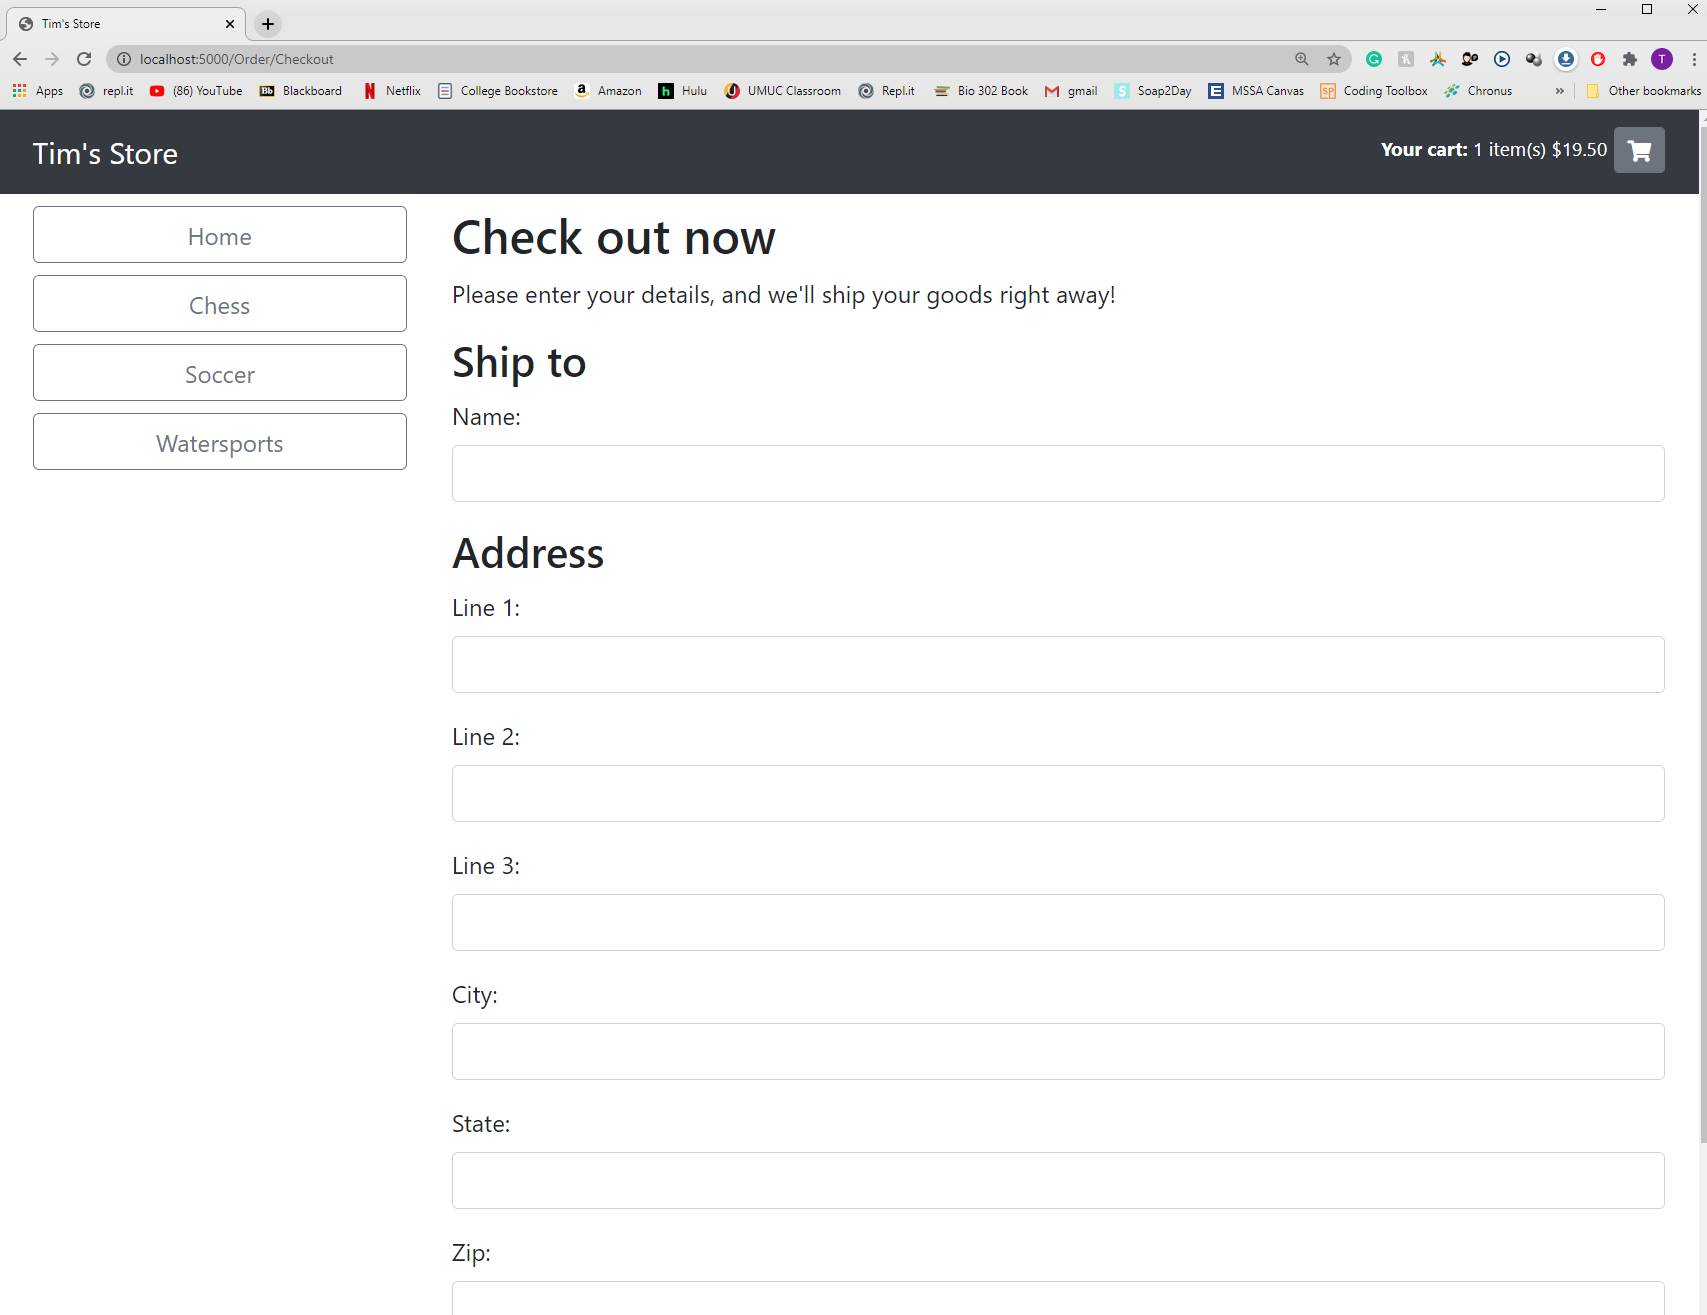 Tim's Store
localhost:5000/Order/Checkout
T
Apps repl.it (86) YouTube Blackboard Netflix College Bookstore Amazon Hulu UMUC Classroom Repl.it Bio 302 Book gmail Soap2Day MSSA Canvas Coding Toolbox Chronus » Other bookmarks
Tim's Store
Your cart: 1 item(s) $19.50
Home
Chess
Soccer
Watersports
Check out now
Please enter your details, and we'll ship your goods right away!
Ship to
Name:
Address
Line 1:
Line 2:
Line 3:
City:
State:
Zip: